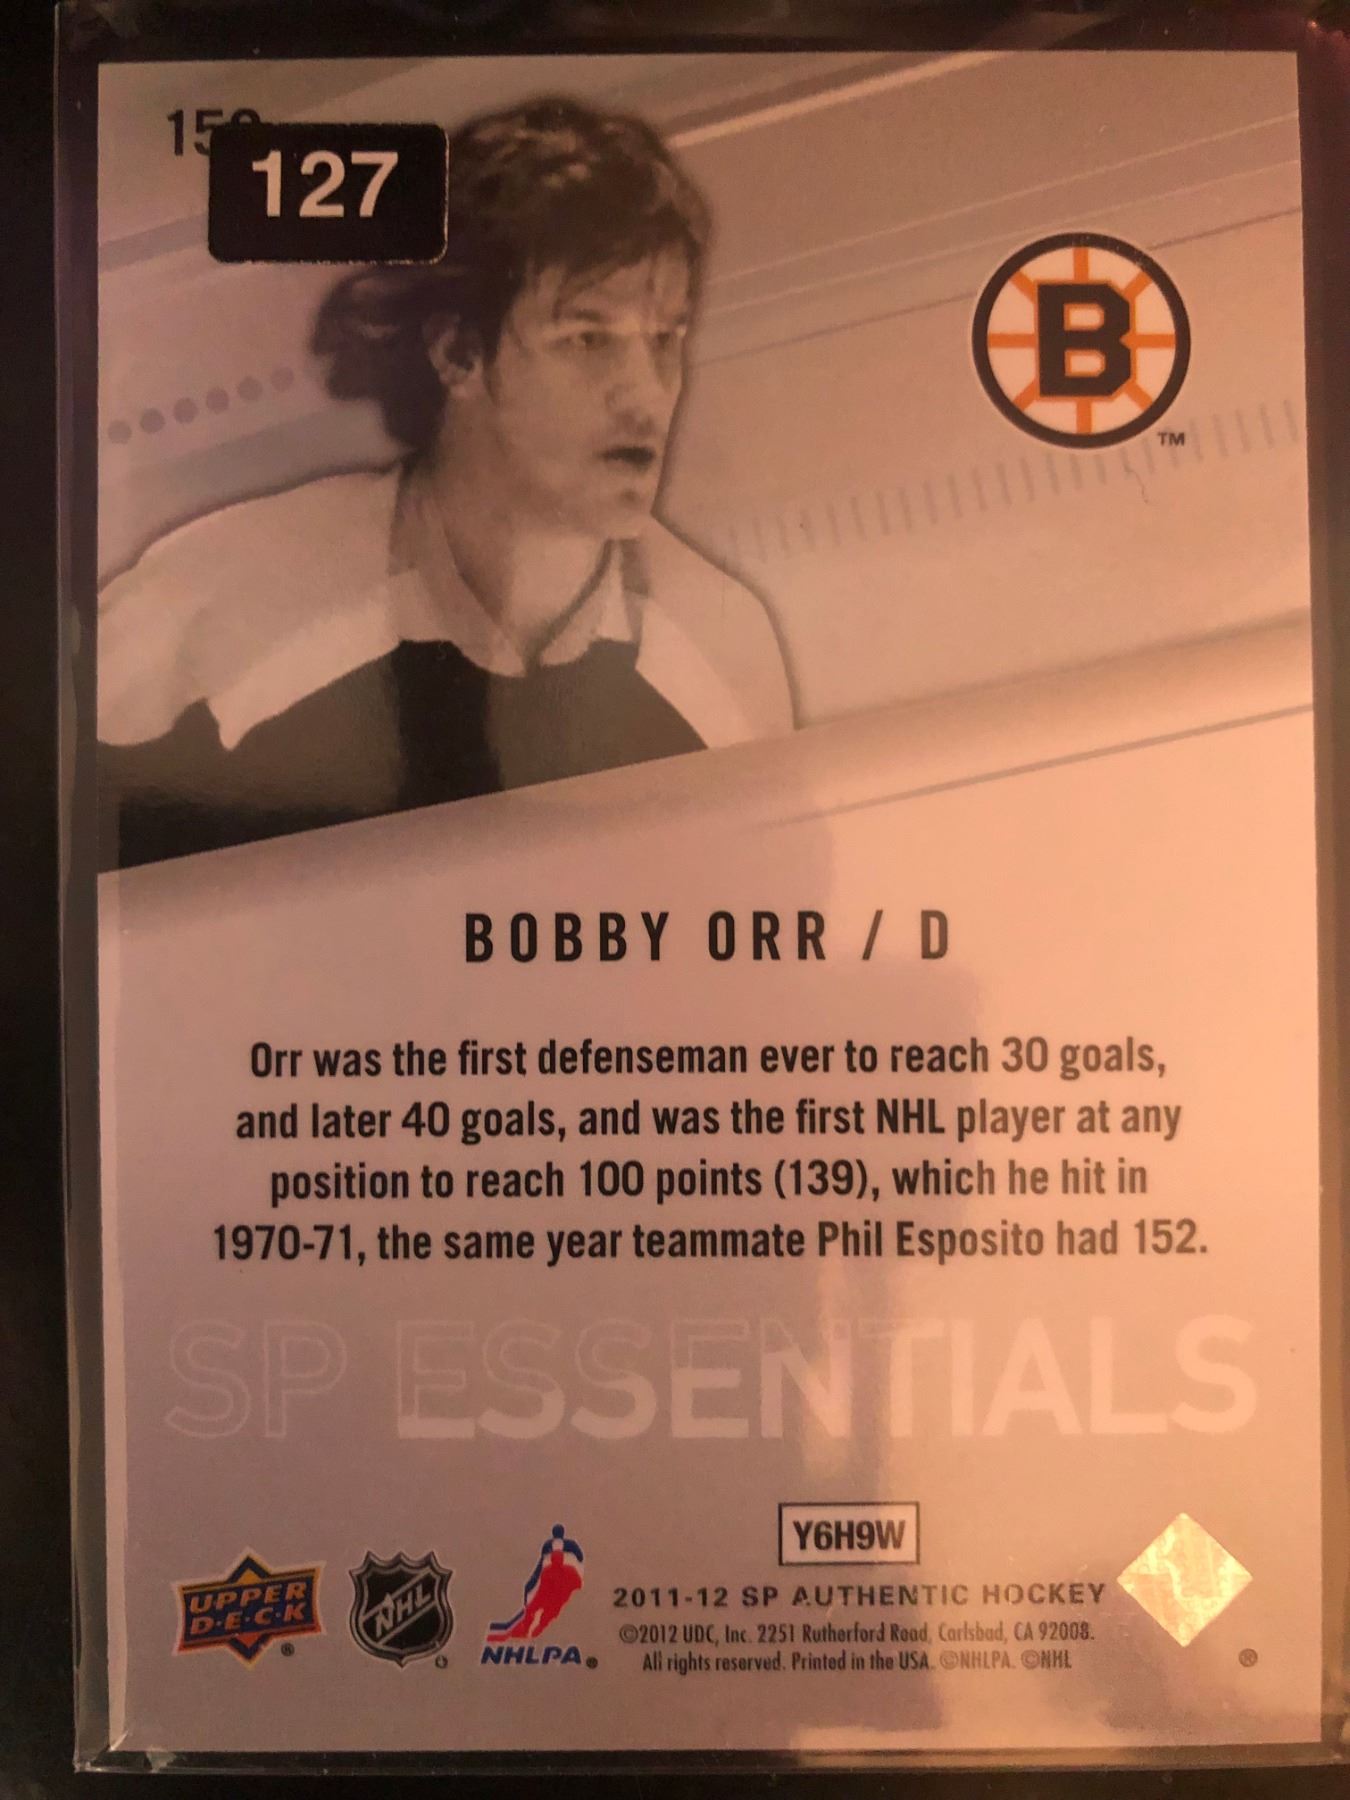 127
B
TM
BOBBY ORR / D
Orr was the first defenseman ever to reach 30 goals,
and later 40 goals, and was the first NHL player at any
position to reach 100 points (139), which he hit in
1970-71, the same year teammate Phil Esposito had 152.
SP ESSENTIALS
Y6H9W
UPPER
D·E·C·K
®
NHL
NHLPA®
2011-12 SP AUTHENTIC HOCKEY
©2012 UDC, Inc. 2251 Rutherford Road, Carlsbad, CA 92008.
All rights reserved. Printed in the USA. ©NHLPA. ©NHL
®